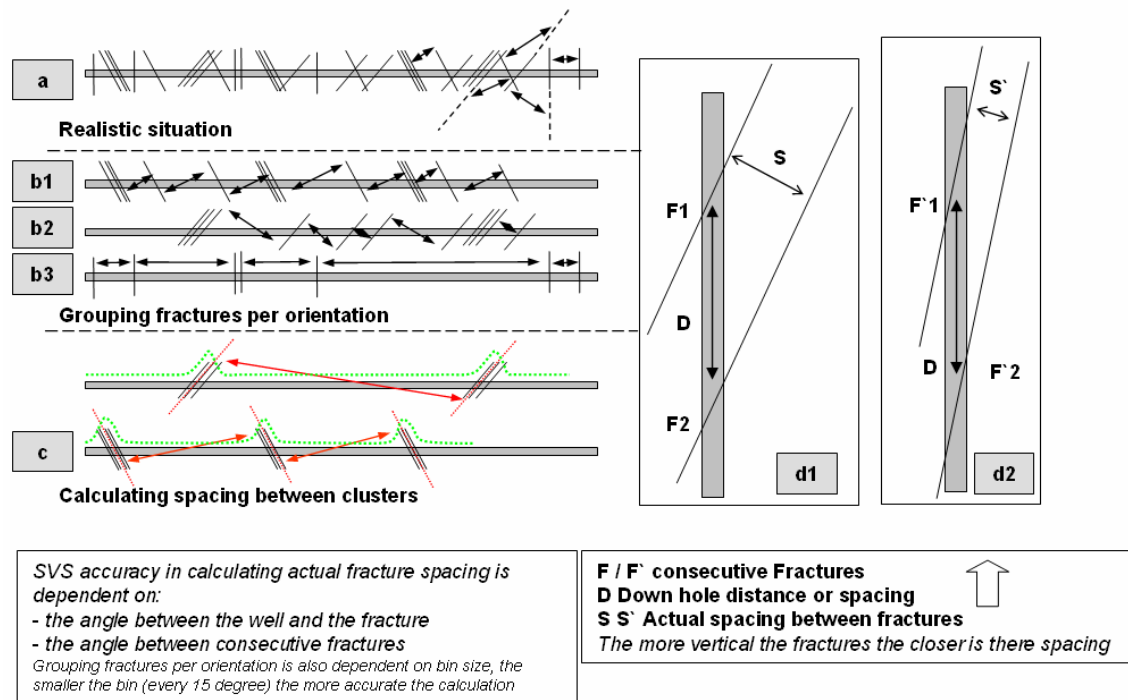 a
Realistic situation
b1
b2
b3
Grouping fractures per orientation
c
Calculating spacing between clusters
F1
S
D
F2
d1
S`
F`1
D
F`2
d2
SVS accuracy in calculating actual fracture spacing is
dependent on:
- the angle between the well and the fracture
- the angle between consecutive fractures
Grouping fractures per orientation is also dependent on bin size, the
smaller the bin (every 15 degree) the more accurate the calculation
F / F` consecutive Fractures
D Down hole distance or spacing
S S` Actual spacing between fractures
The more vertical the fractures the closer is there spacing